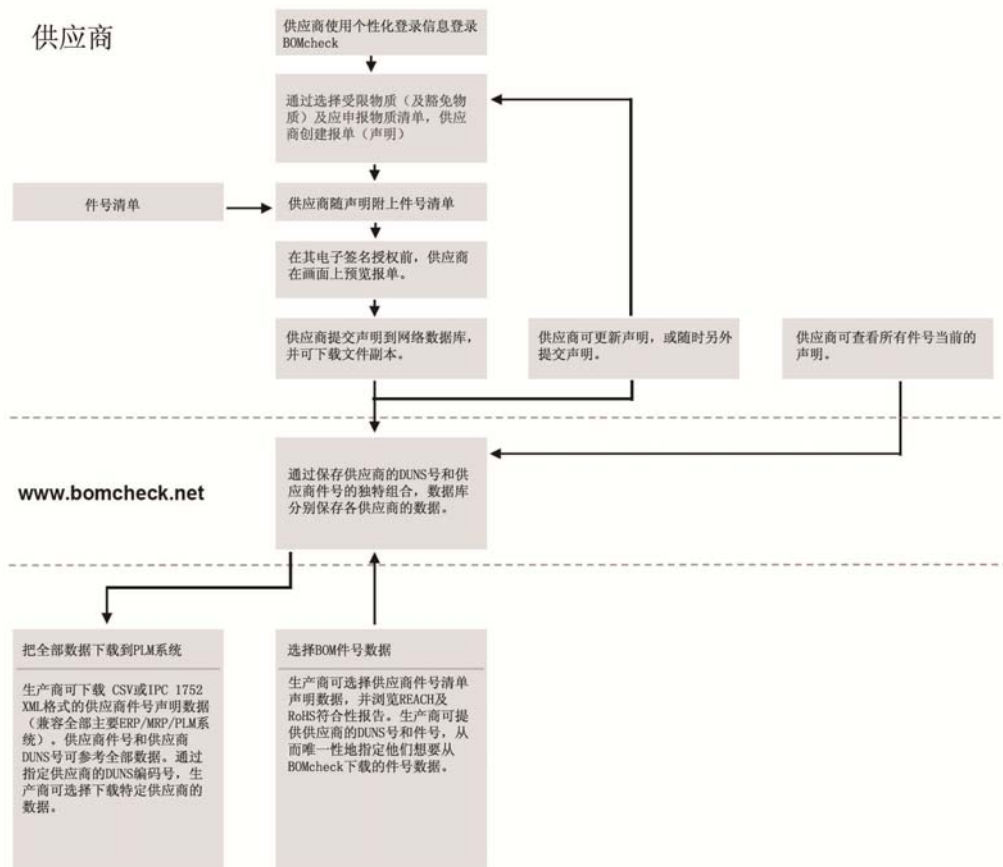 供应商
供应商使用个性化登录信息登录
BOMcheck
通过选择受限物质（及豁免物
质）及应申报物质清单，供应
商创建报单（声明）
件号清单
供应商随声明附上件号清单
在其电子签名授权前，供应商
在画面上预览报单。
供应商提交声明到网络数据库，
并可下载文件副本。
供应商可更新声明，或随时另外
提交声明。
供应商可查看所有件号当前的
声明。
www.bomcheck.net
通过保存供应商的DUNS号和供
应商件号的独特组合，数据库
分别保存各供应商的数据。
把全部数据下载到PLM系统
生产商可下载 CSV或IPC 1752
XML格式的供应商件号声明数据
（兼容全部主要ERP/MRP/PLM系
统）。供应商件号和供应商
DUNS号可参考全部数据。通过
指定供应商的DUNS编码号，生
产商可选择下载特定供应商的
数据。
选择BOM件号数据
生产商可选择供应商件号清单
声明数据，并浏览REACH及
RoHS符合性报告。生产商可提
供供应商的DUNS号和件号，从
而唯一性地指定他们想要从
BOMcheck下载的件号数据。